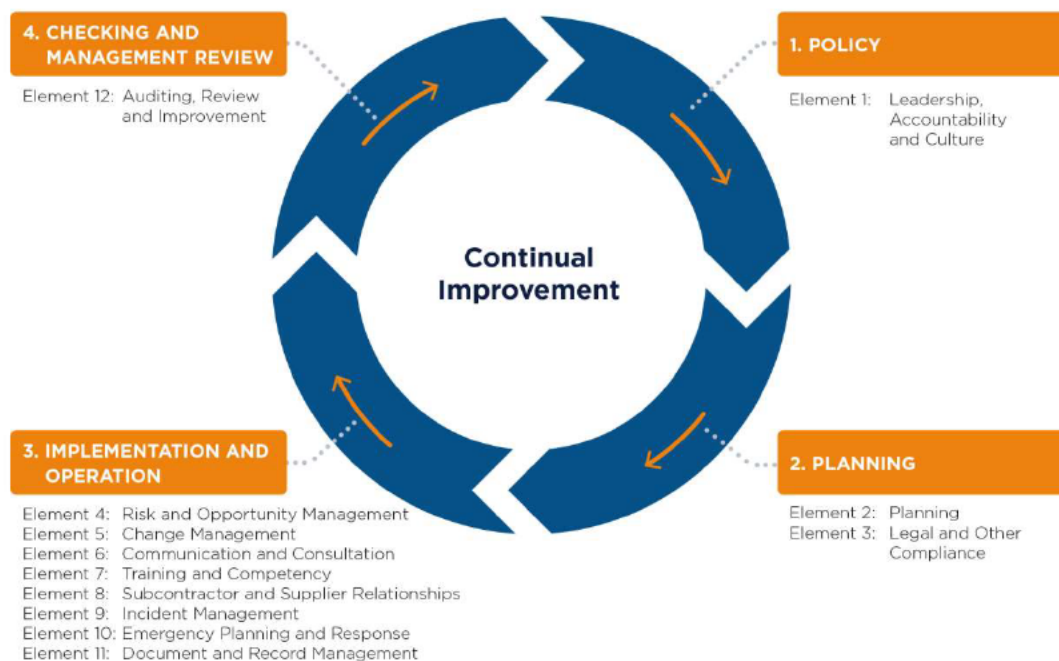 4. CHECKING AND
MANAGEMENT REVIEW
Element 12: Auditing, Review
and Improvement
1. POLICY
Element 1: Leadership,
Accountability
and Culture
Continual
Improvement
3. IMPLEMENTATION AND
OPERATION
Element 4: Risk and Opportunity Management
Element 5: Change Management
Element 6: Communication and Consultation
Element 7: Training and Competency
Element 8: Subcontractor and Supplier Relationships
Element 9: Incident Management
Element 10: Emergency Planning and Response
Element 11: Document and Record Management
2. PLANNING
Element 2: Planning
Element 3: Legal and Other
Compliance